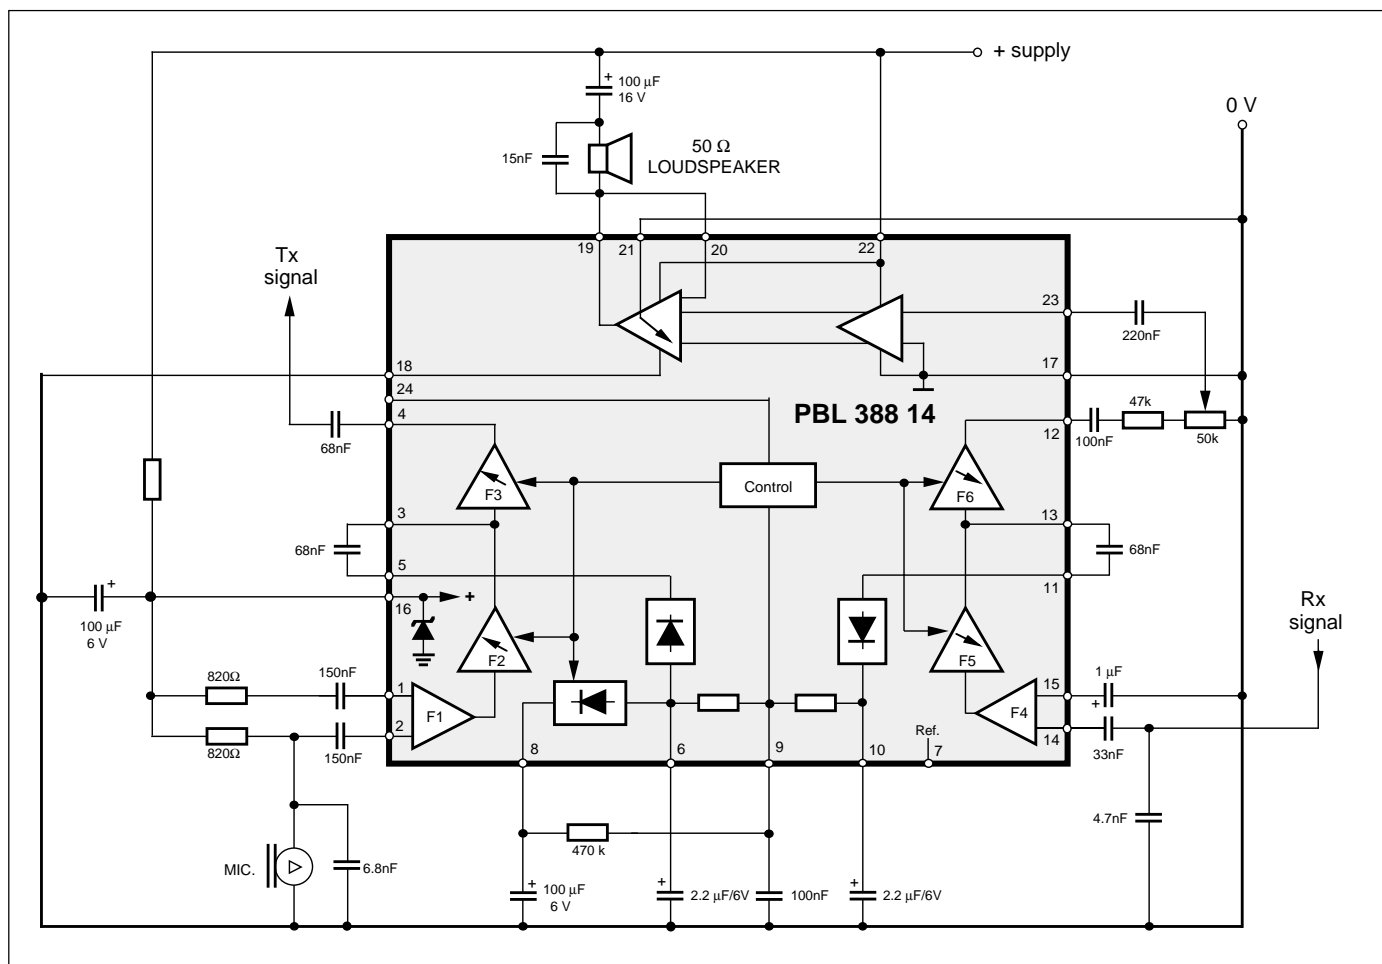 + supply
+
100 µF
16 V
0 V
15nF
50 Ω
LOUDSPEAKER
19
21
20
22
Tx
signal
23
220nF
18
17
24
PBL 388 14
47k
4
12
100nF
50k
68nF
F3
Control
F6
3
13
68nF
68nF
5
11
+
+
16
100 µF
6 V
Rx
signal
F2
F5
820Ω
150nF
1
15
1 µF
F1
F4
+
2
14
820Ω
150nF
Ref.
33nF
8
6
9
10
7
4.7nF
470 k
MIC.
6.8nF
+
100 µF
6 V
+
2.2 µF/6V
100nF
+
2.2 µF/6V